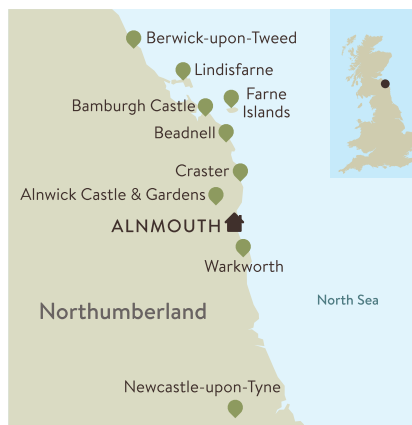 Berwick-upon-Tweed
Lindisfarne
Farne
Islands
Bamburgh Castle
Beadnell
Craster
Alnwick Castle & Gardens
ALNMOUTH
Warkworth
North Sea
Northumberland
Newcastle-upon-Tyne